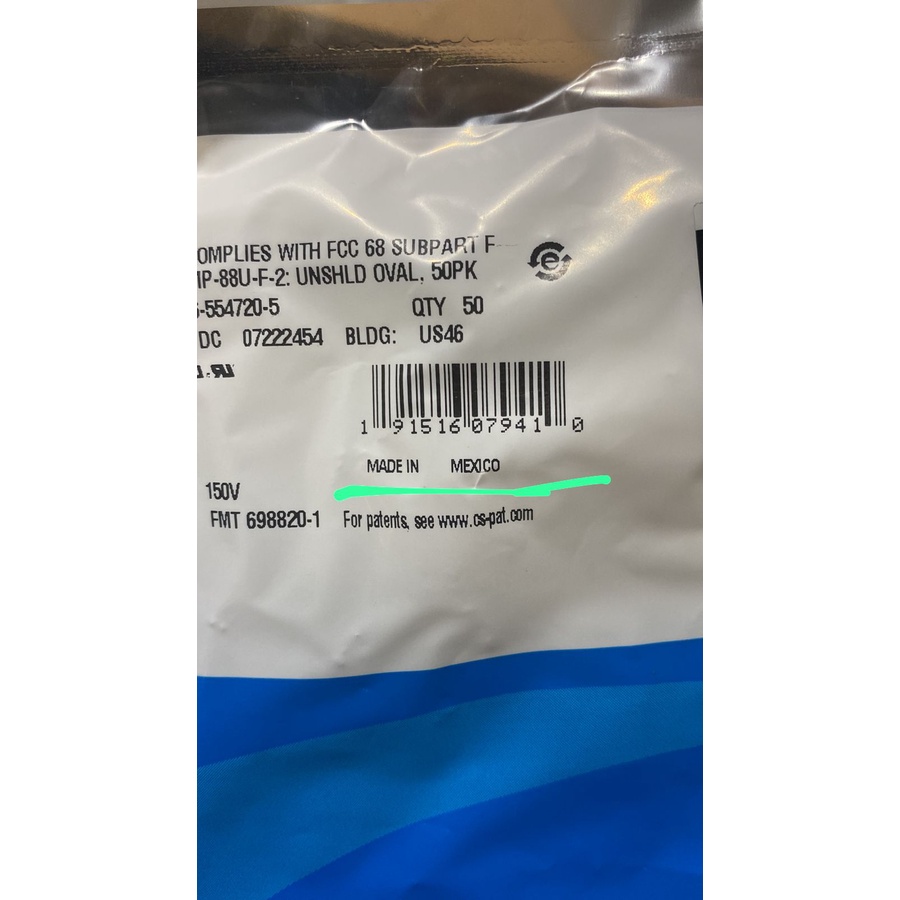 OMPLIES WITH FCC 68 SUBPART F
MP-88U-F-2: UNSHLD OVAL, 50PK
-554720-5 QTY 50
DC 07222454 BLDG: US46
150V
1 91516 07941 0
MADE IN MEXICO
FMT 698820-1 For patents, see www.cs-pat.com